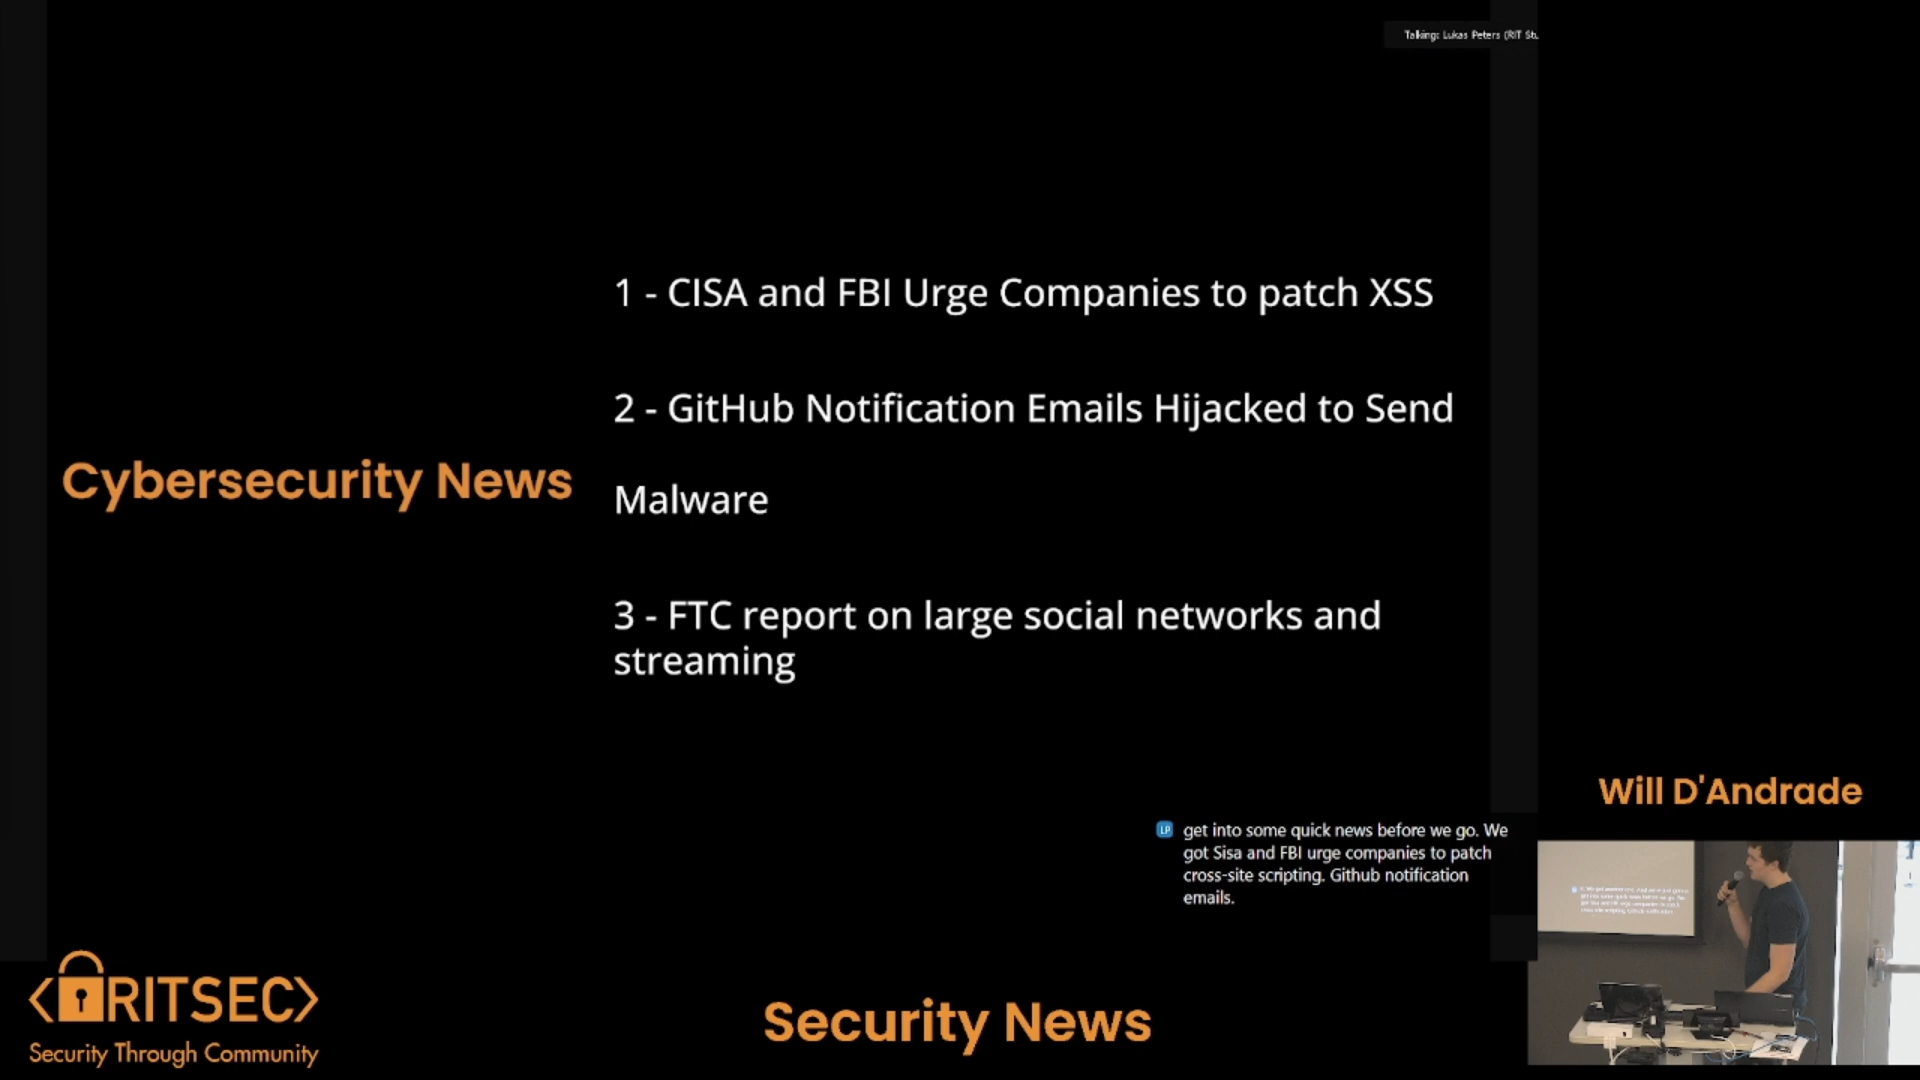 Talking: Lukas Peters (RIT St.
1 - CISA and FBI Urge Companies to patch XSS
2 - GitHub Notification Emails Hijacked to Send
Malware
Cybersecurity News
3 - FTC report on large social networks and
streaming
Will D'Andrade
LP
get into some quick news before we go. We
got Sisa and FBI urge companies to patch
cross-site scripting. Github notification
emails.
<RITSEC>
Security Through Community
Security News